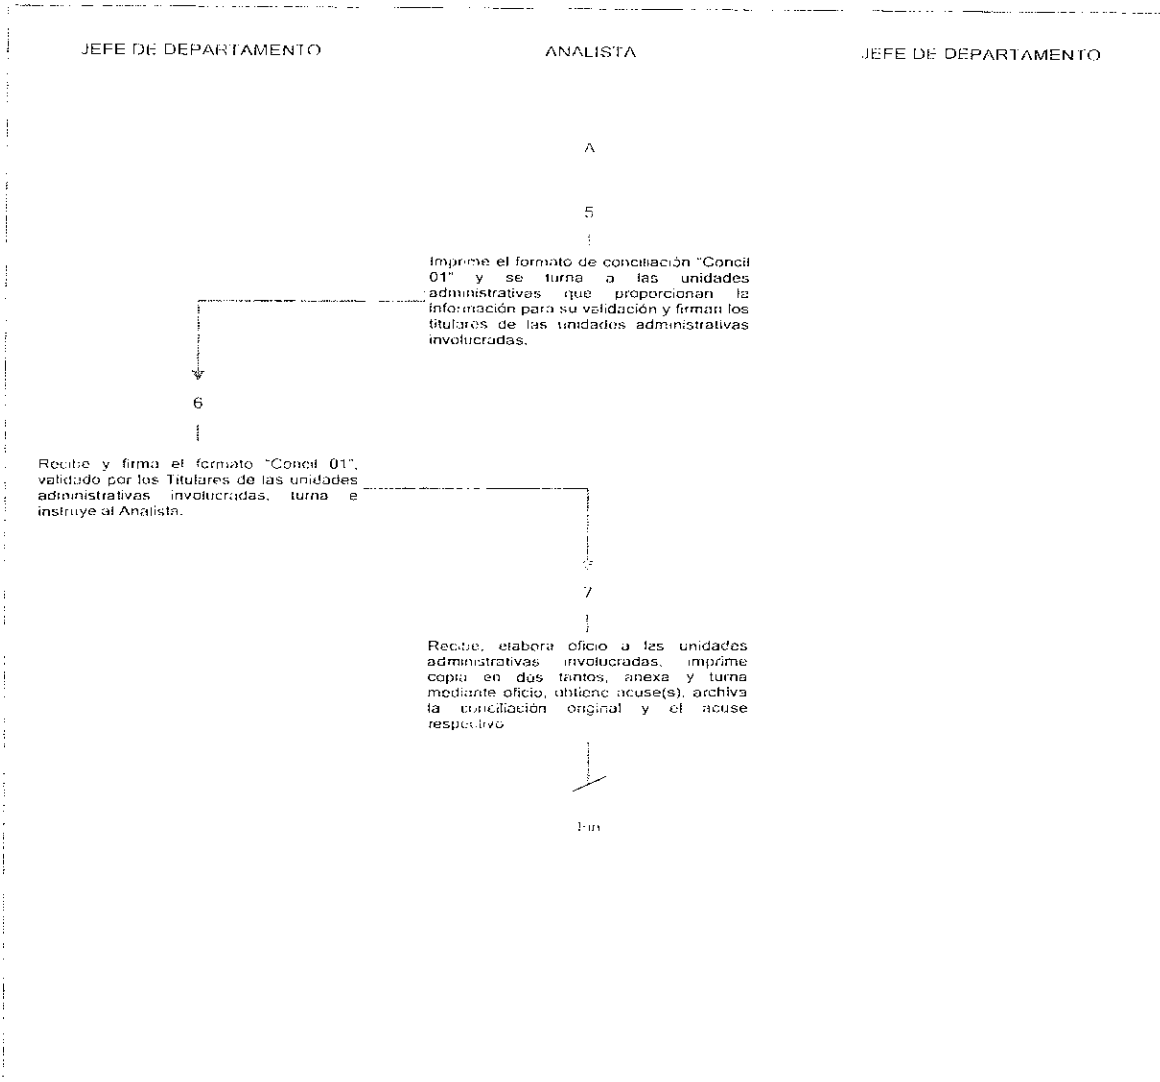 JEFE DE DEPARTAMENTO
ANALISTA
JEFE DE DEPARTAMENTO
A
5
Imprime el formato de conciliación "Concil
01" y se turna a las unidades
administrativas que proporcionan la
información para su validación y firman los
titulares de las unidades administrativas
involucradas.
6
Recibe y firma el formato "Concil 01",
validado por los Titulares de las unidades
administrativas involucradas, turna e
instruye al Analista.
7
Recibe, elabora oficio a las unidades
administrativas involucradas, imprime
copia en dos tantos, anexa y turna
mediante oficio, obtiene acuse(s), archiva
la conciliación original y el acuse
respectivo
Fin